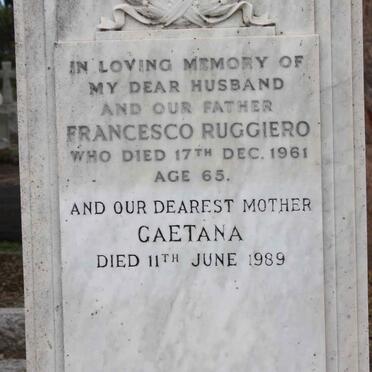 IN LOVING MEMORY OF
MY DEAR HUSBAND
AND OUR FATHER
FRANCESCO RUGGIERO
WHO DIED 17TH DEC. 1961
AGE 65.
AND OUR DEAREST MOTHER
GAETANA
DIED 11TH JUNE 1989